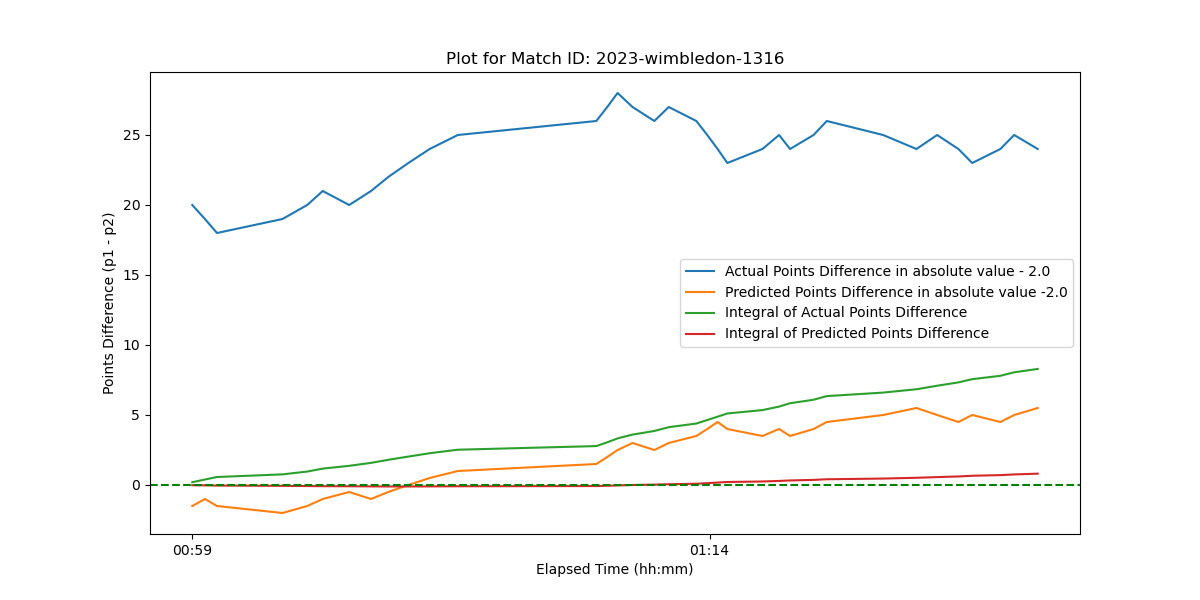 Plot for Match ID: 2023-wimbledon-1316
Points Difference (p1 - p2)
25
20
15
10
5
0
Actual Points Difference in absolute value - 2.0
Predicted Points Difference in absolute value -2.0
Integral of Actual Points Difference
Integral of Predicted Points Difference
00:59
01:14
Elapsed Time (hh:mm)